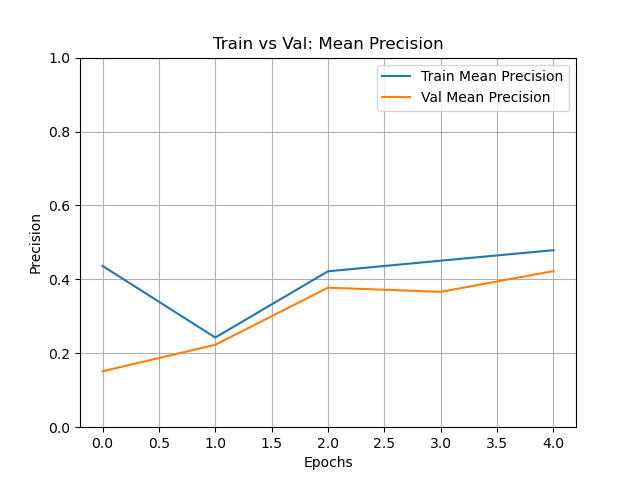 Train vs Val: Mean Precision
1.0
0.8
0.6
0.4
0.2
0.0
Precision
Train Mean Precision
Val Mean Precision
0.0 0.5 1.0 1.5 2.0 2.5 3.0 3.5 4.0
Epochs